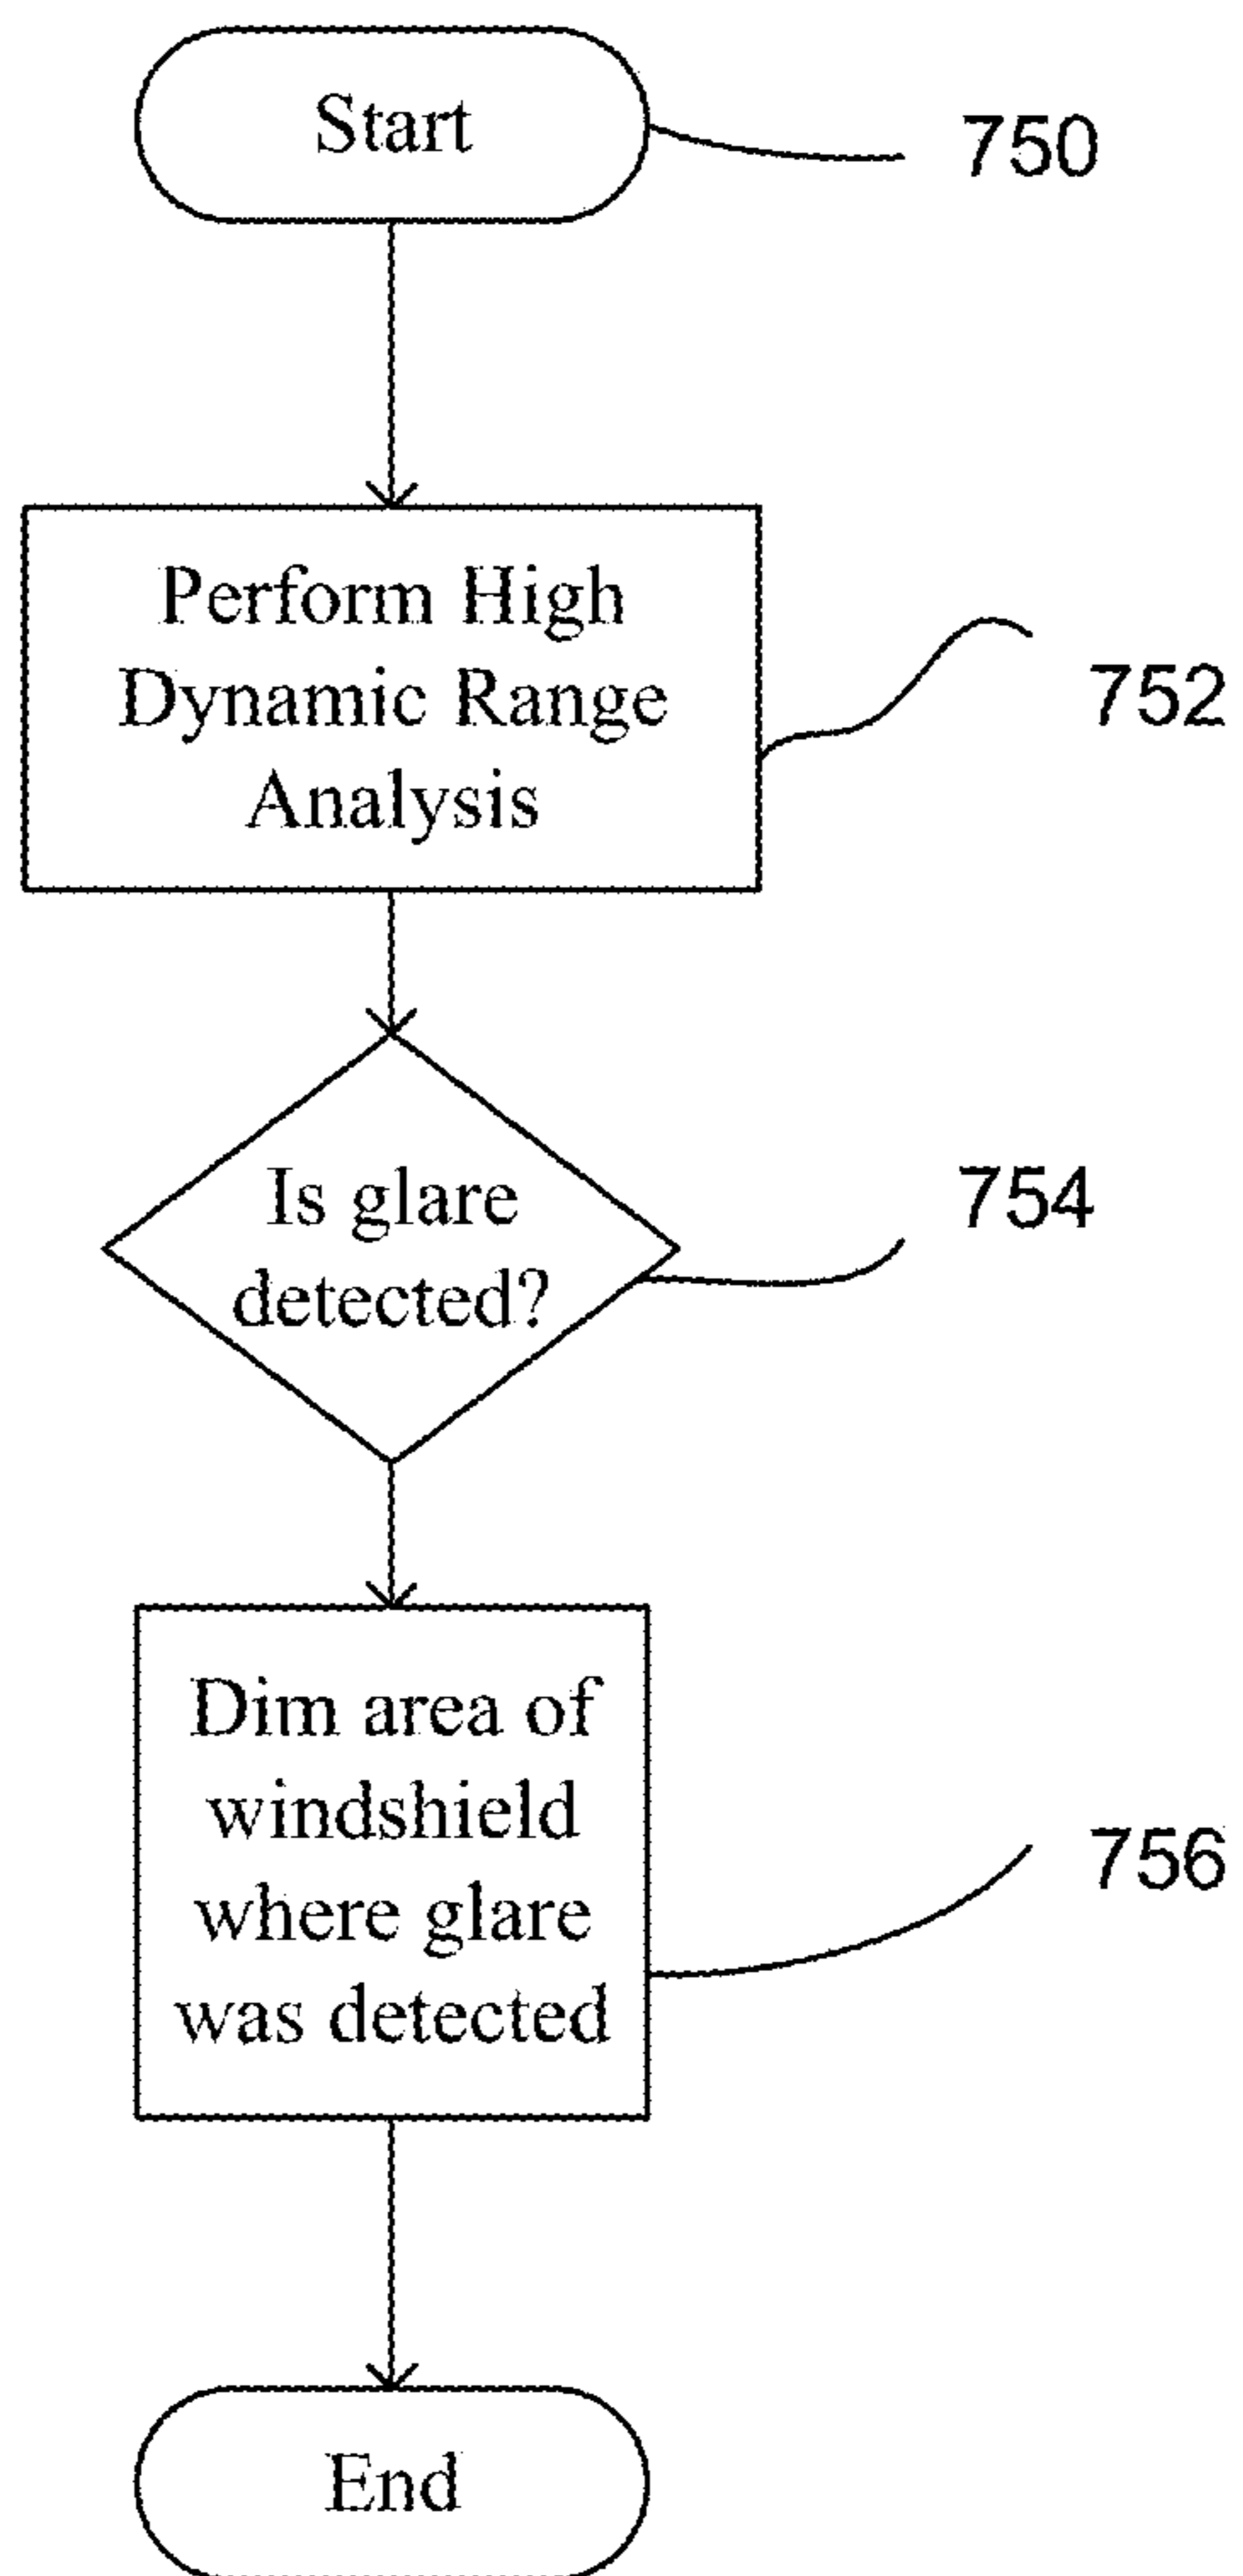 Start
750
Perform High
Dynamic Range
Analysis
752
Is glare
detected?
754
Dim area of
windshield
where glare
was detected
756
End